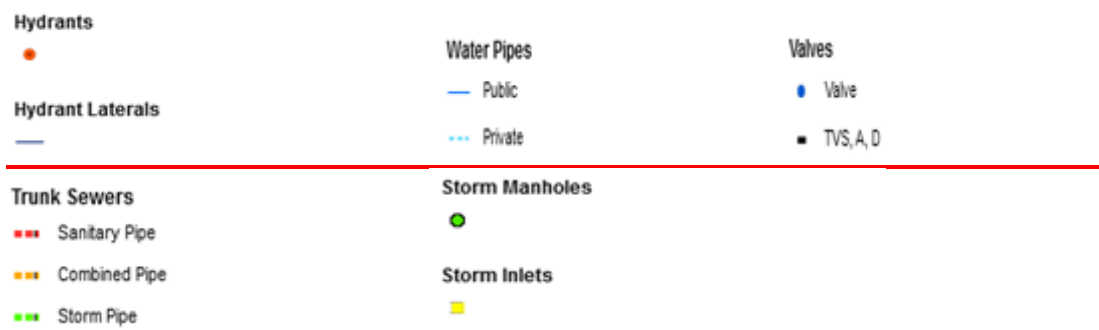 Hydrants
Hydrant Laterals
Water Pipes
Public
Private
Valves
Valve
TVS, A, D
Trunk Sewers
Sanitary Pipe
Combined Pipe
Storm Pipe
Storm Manholes
Storm Inlets